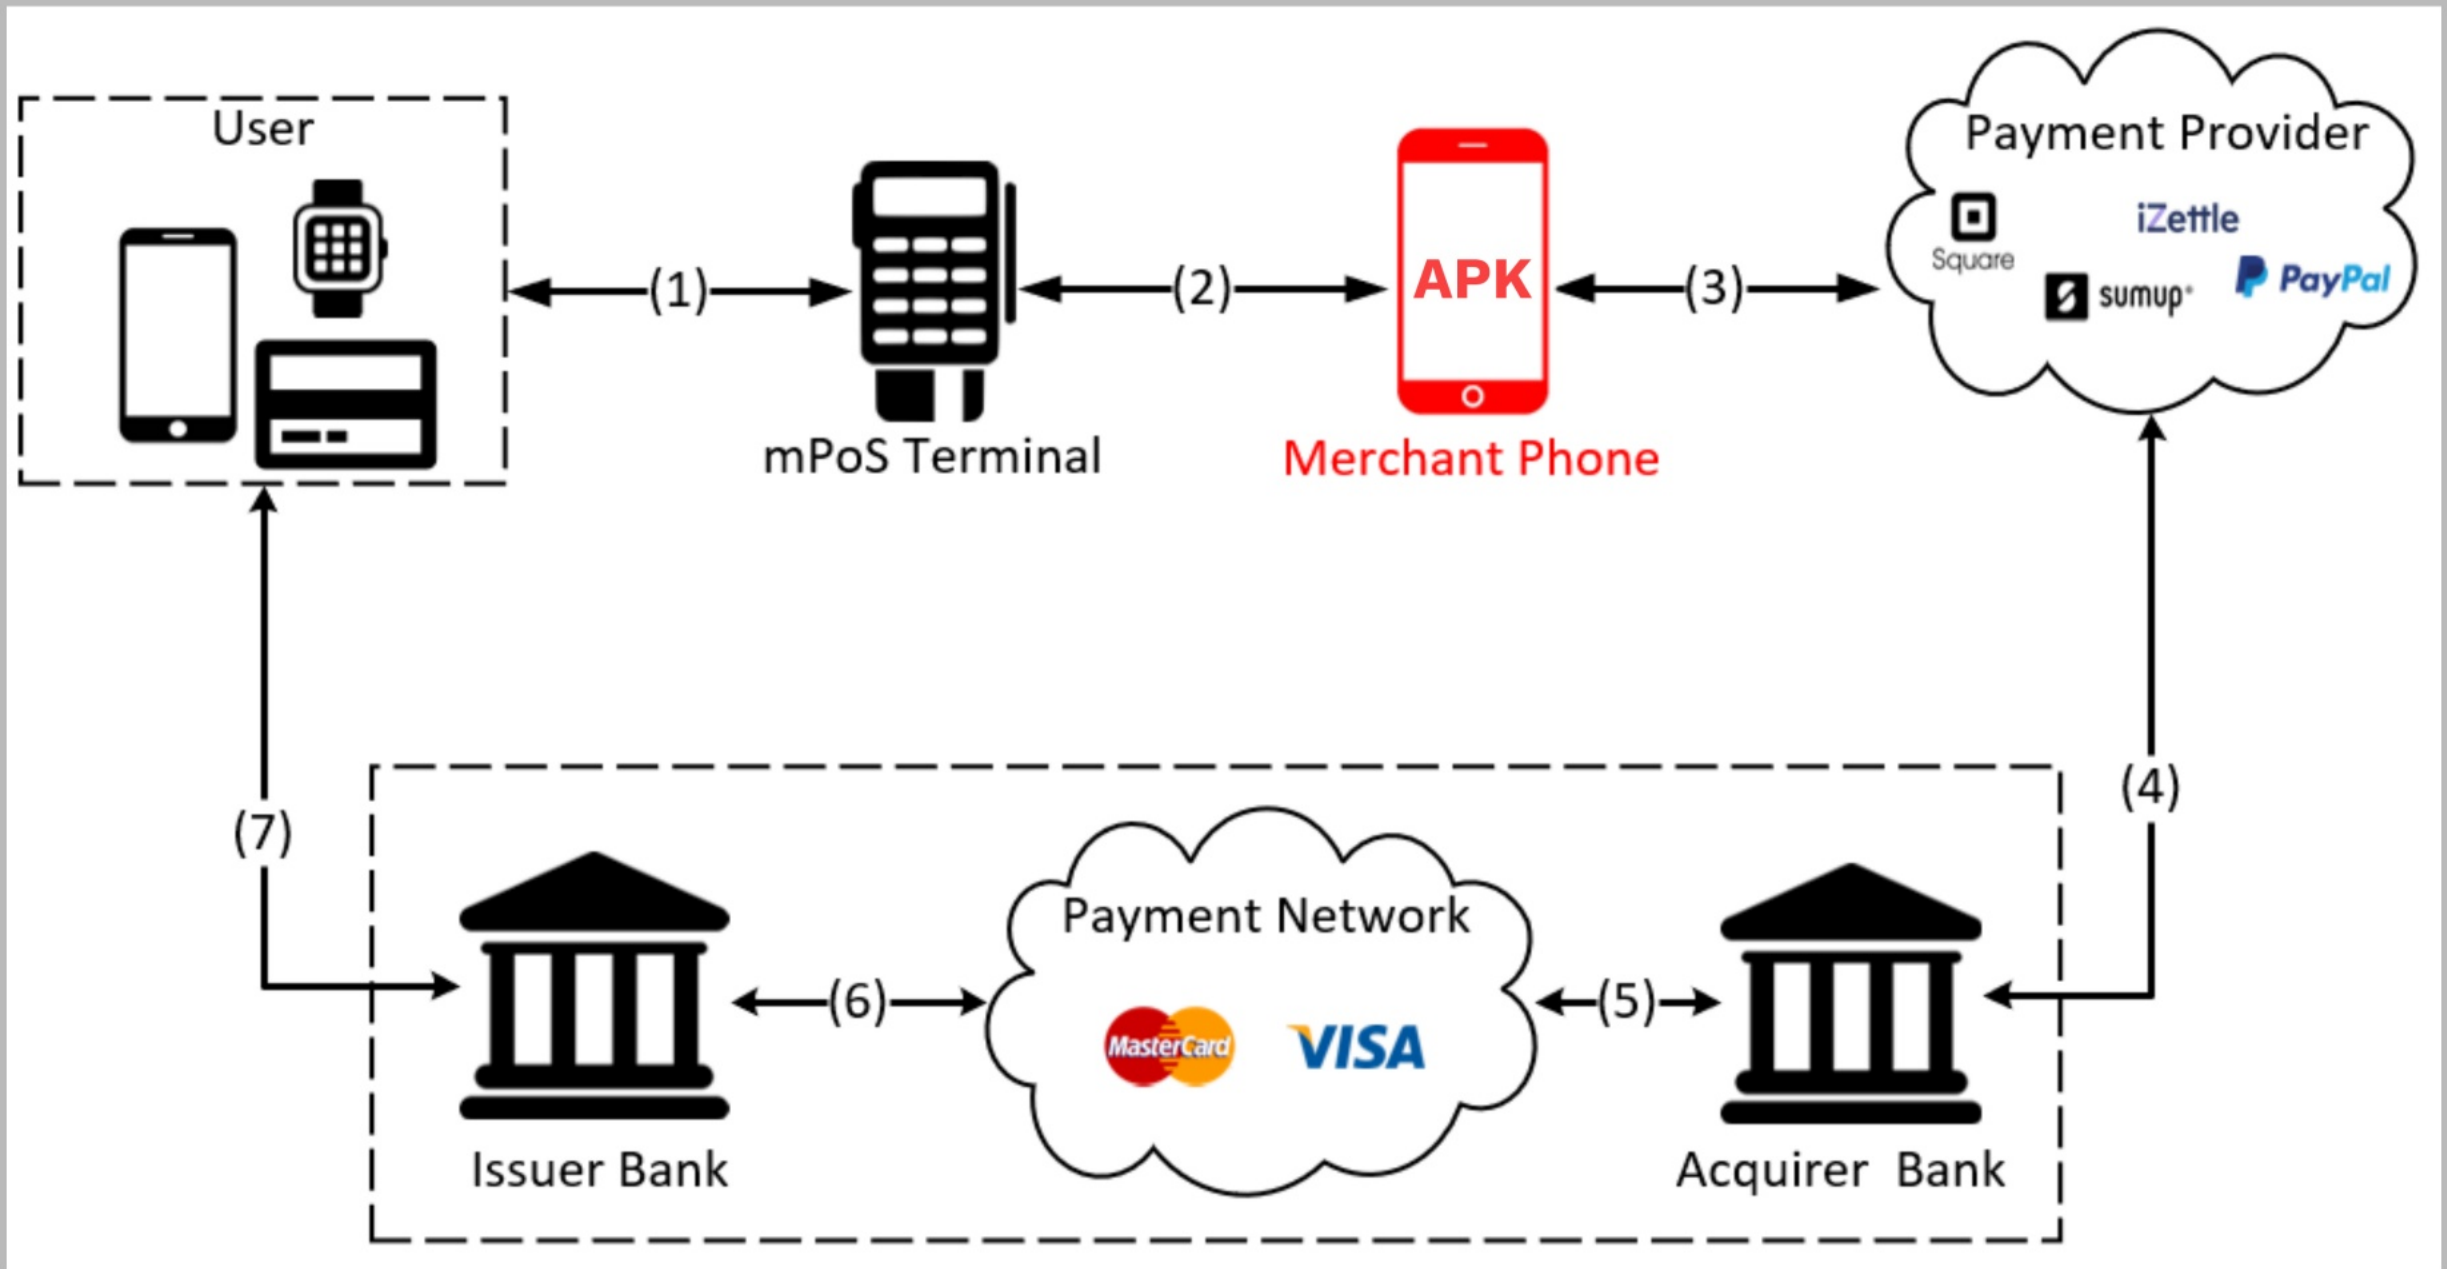 User
(1)
mPoS Terminal
(2)
APK
Merchant Phone
(3)
Payment Provider
Square
iZettle
sumup®
PayPal
(4)
(7)
Issuer Bank
(6)
Payment Network
MasterCard
VISA
(5)
Acquirer Bank